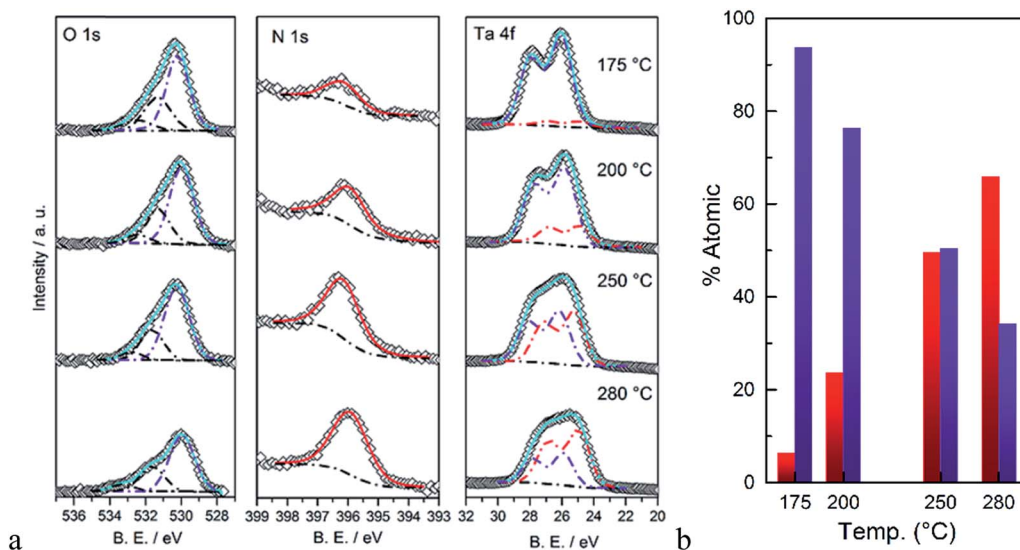 O 1s
N 1s
Ta 4f
175 °C
200 °C
250 °C
280 °C
Intensity / a. u.
536 534 532 530 528
399 398 397 396 395 394 393
32 30 28 26 24 22 20
B. E. / eV
B. E. / eV
B. E. / eV
a
100
80
60
40
20
0
% Atomic
175 200 250 280
Temp. (°C)
b